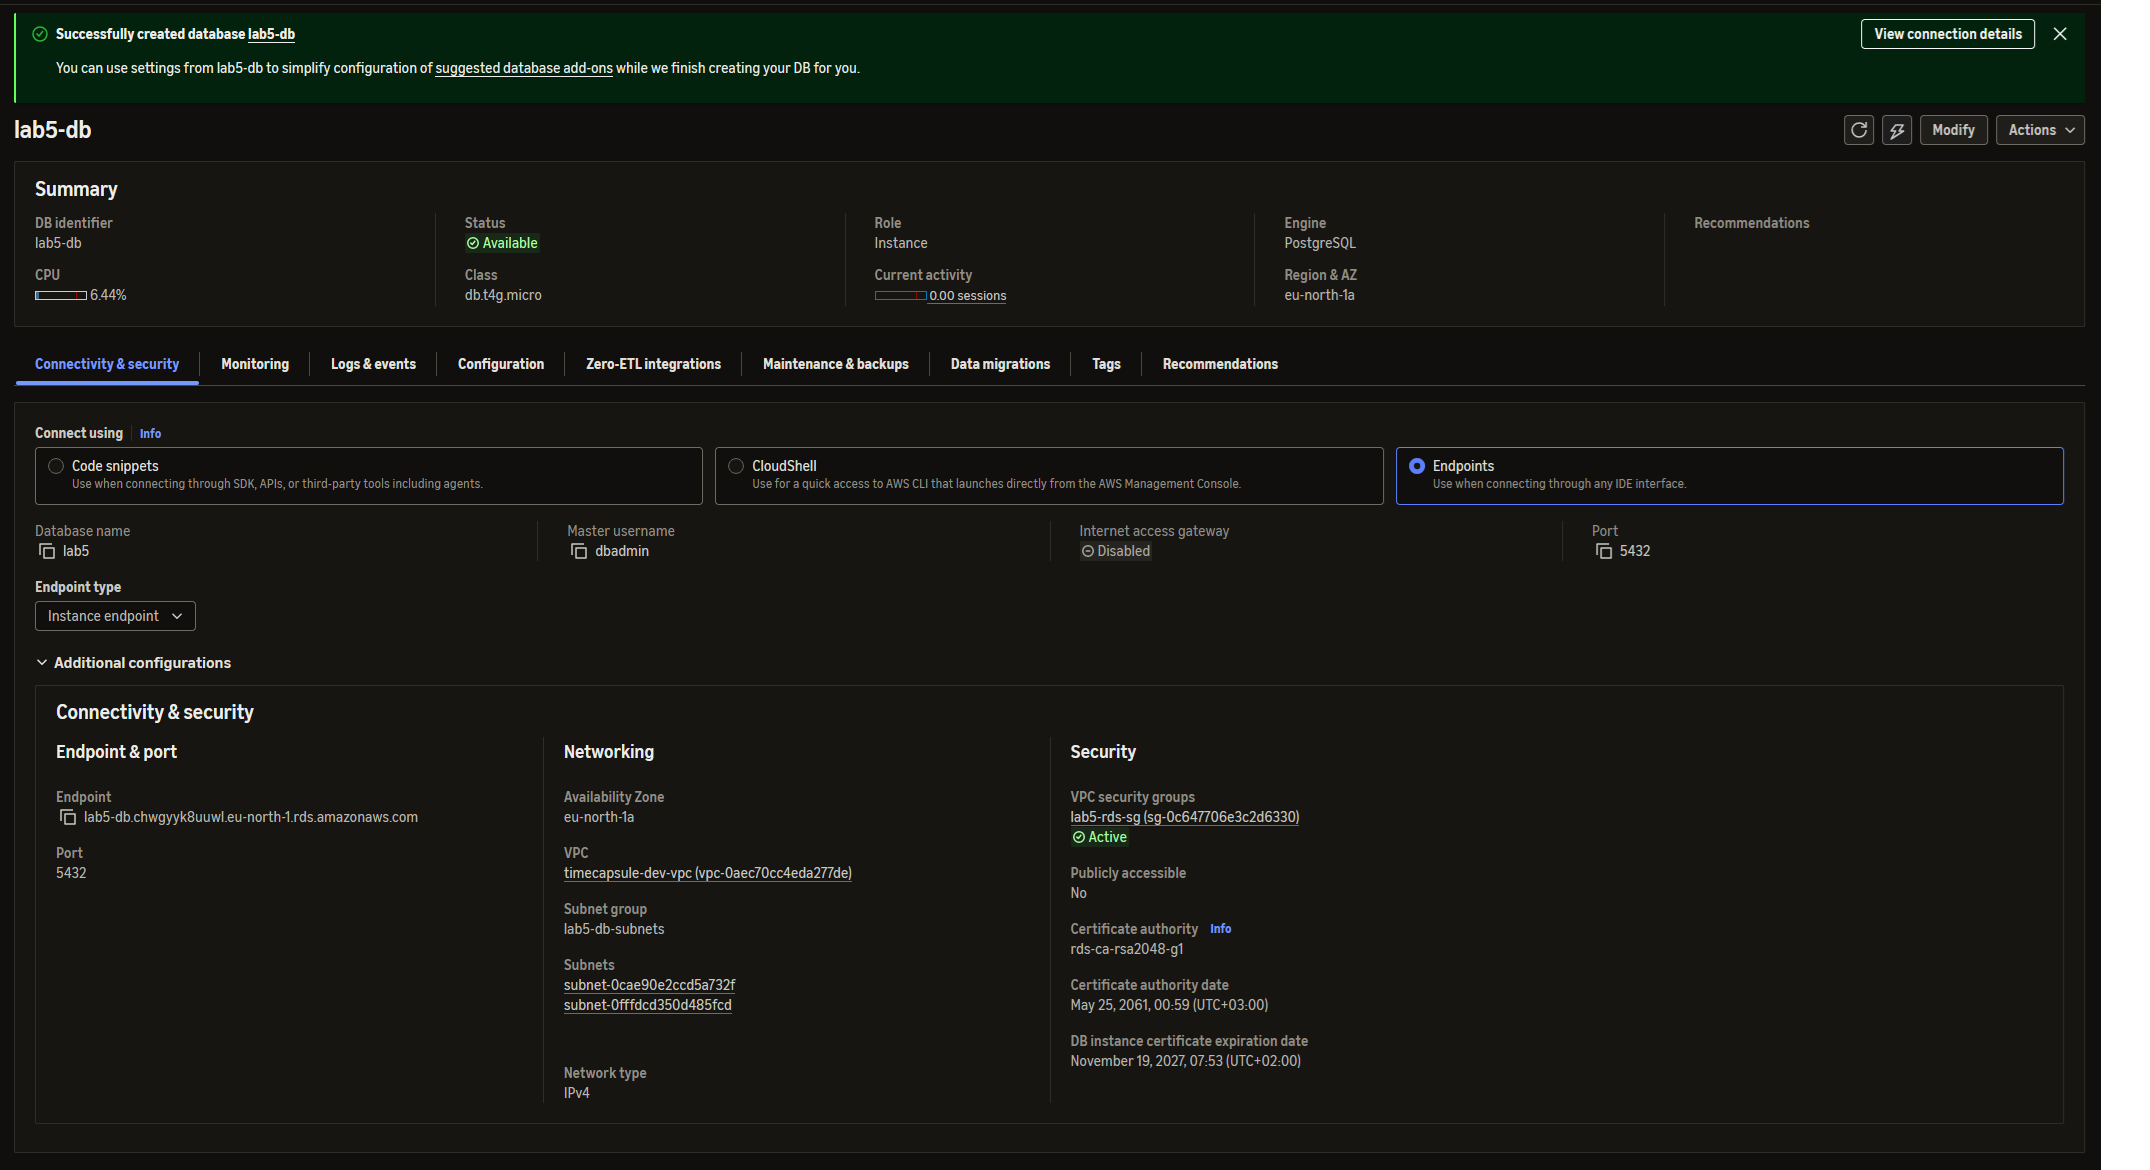 Successfully created database lab5-db
View connection details
You can use settings from lab5-db to simplify configuration of suggested database add-ons while we finish creating your DB for you.
lab5-db
Modify
Actions
Summary
DB identifier
lab5-db
CPU
6.44%
Status
Available
Class
db.t4g.micro
Role
Instance
Current activity
0.00 sessions
Engine
PostgreSQL
Region & AZ
eu-north-1a
Recommendations
Connectivity & security
Monitoring
Logs & events
Configuration
Zero-ETL integrations
Maintenance & backups
Data migrations
Tags
Recommendations
Connect using
Info
Code snippets
Use when connecting through SDK, APIs, or third-party tools including agents.
CloudShell
Use for a quick access to AWS CLI that launches directly from the AWS Management Console.
Endpoints
Use when connecting through any IDE interface.
Database name
lab5
Master username
dbadmin
Internet access gateway
Disabled
Port
5432
Endpoint type
Instance endpoint
Additional configurations
Connectivity & security
Endpoint & port
Endpoint
lab5-db.chwgyyk8uuwl.eu-north-1.rds.amazonaws.com
Port
5432
Networking
Availability Zone
eu-north-1a
VPC
timecapsule-dev-vpc (vpc-0aec70cc4eda277de)
Subnet group
lab5-db-subnets
Subnets
subnet-0cae90e2ccd5a732f
subnet-0fffdcd350d485fcd
Network type
IPv4
Security
VPC security groups
lab5-rds-sg (sg-0c647706e3c2d6330)
Active
Publicly accessible
No
Certificate authority
Info
rds-ca-rsa2048-g1
Certificate authority date
May 25, 2061, 00:59 (UTC+03:00)
DB instance certificate expiration date
November 19, 2027, 07:53 (UTC+02:00)